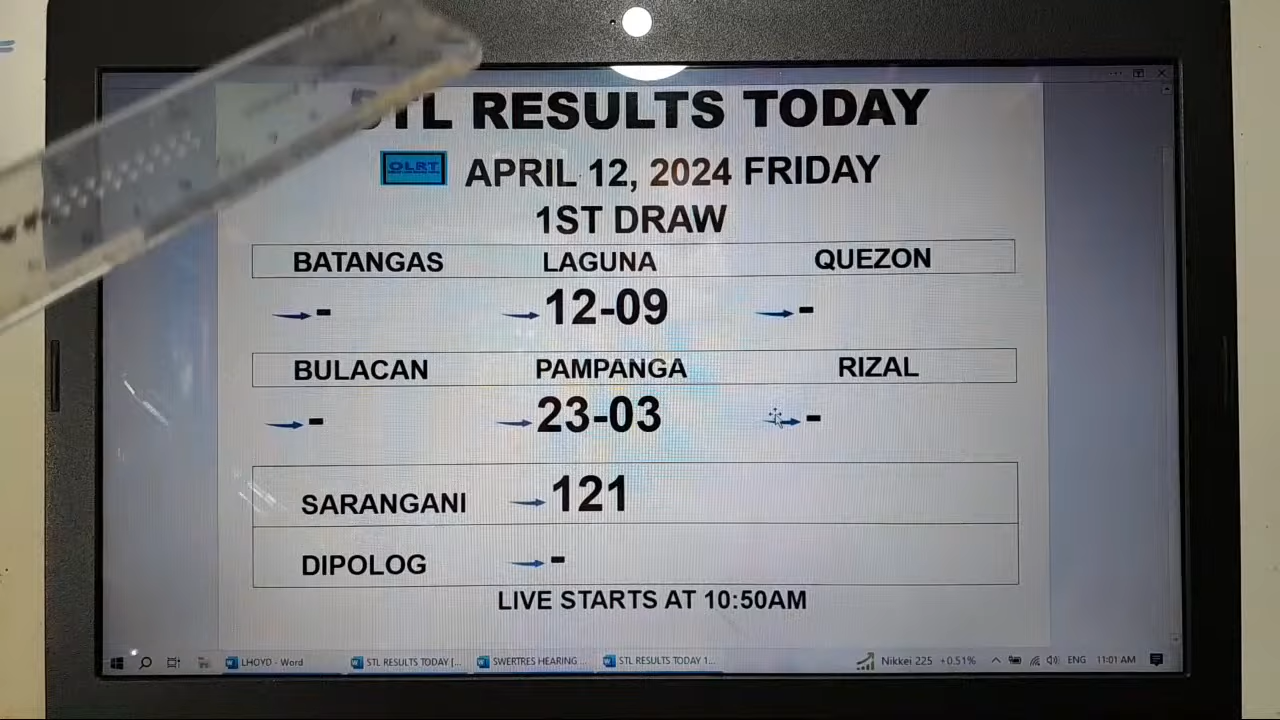 STL RESULTS TODAY
OLRT
APRIL 12, 2024 FRIDAY
1ST DRAW
BATANGAS LAGUNA QUEZON
- 12-09 -
BULACAN PAMPANGA RIZAL
- 23-03 -
SARANGANI 121
DIPOLOG -
LIVE STARTS AT 10:50AM
LHOYD - Word STL RESULTS TODAY [... SWERTRES HEARING ... STL RESULTS TODAY 1... Nikkei 225 +0.51% ENG 11:01 AM